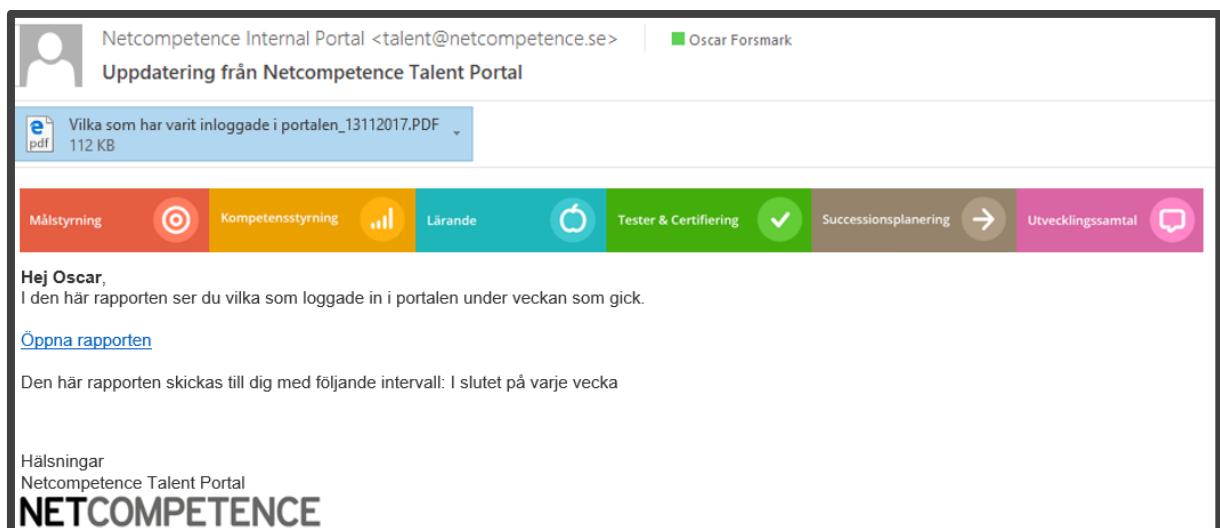 Netcompetence Internal Portal <talent@netcompetence.se> Oscar Forsmark
Uppdatering från Netcompetence Talent Portal
Vilka som har varit inloggade i portalen_13112017.PDF
pdf 112 KB
Målstyrning Kompetensstyrning Lärande Tester & Certifiering Successionsplanering Utvecklingssamtal
Hej Oscar,
I den här rapporten ser du vilka som loggade in i portalen under veckan som gick.
Öppna rapporten
Den här rapporten skickas till dig med följande intervall: I slutet på varje vecka
Hälsningar
Netcompetence Talent Portal
NETCOMPETENCE